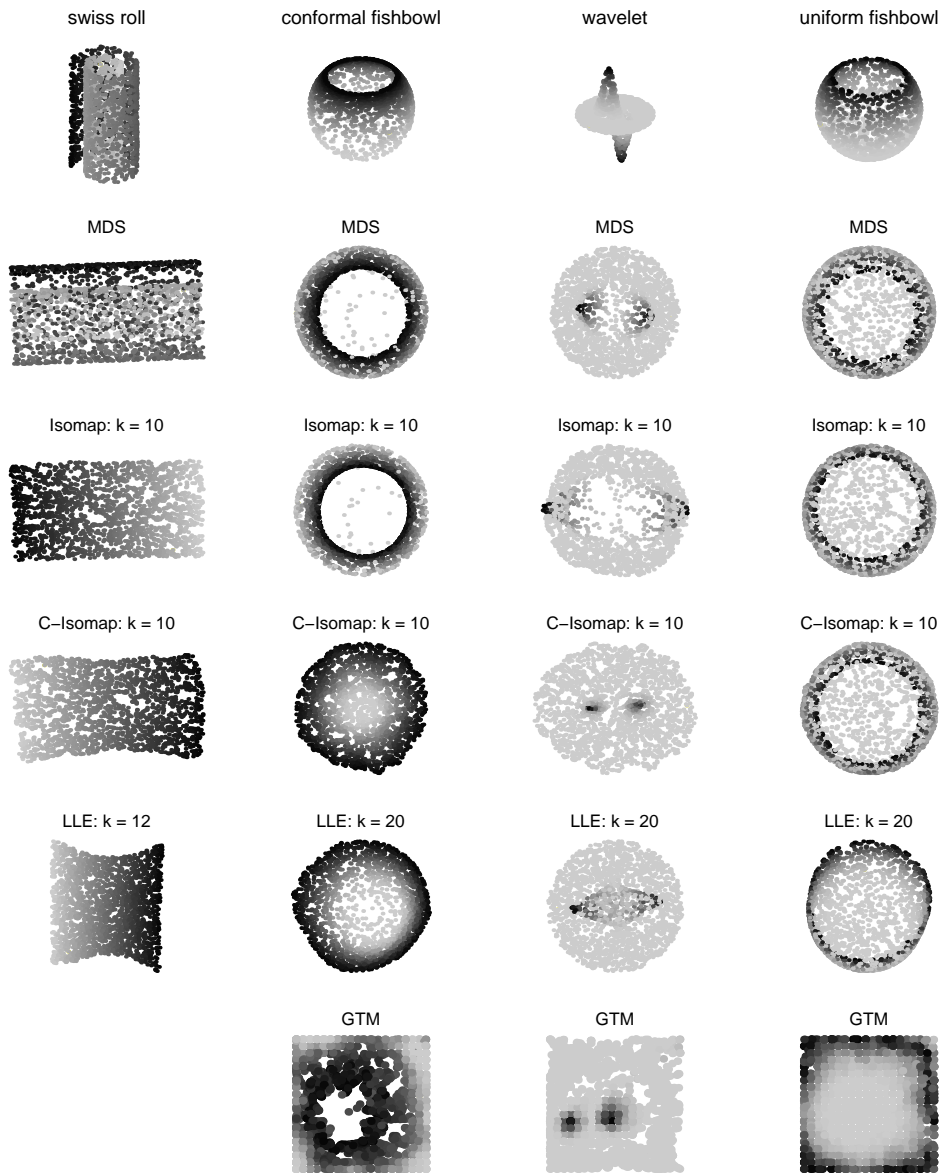 swiss roll conformal fishbowl wavelet uniform fishbowl
MDS MDS MDS MDS
Isomap: k = 10 Isomap: k = 10 Isomap: k = 10 Isomap: k = 10
C−Isomap: k = 10 C−Isomap: k = 10 C−Isomap: k = 10 C−Isomap: k = 10
LLE: k = 12 LLE: k = 20 LLE: k = 20 LLE: k = 20
GTM GTM GTM